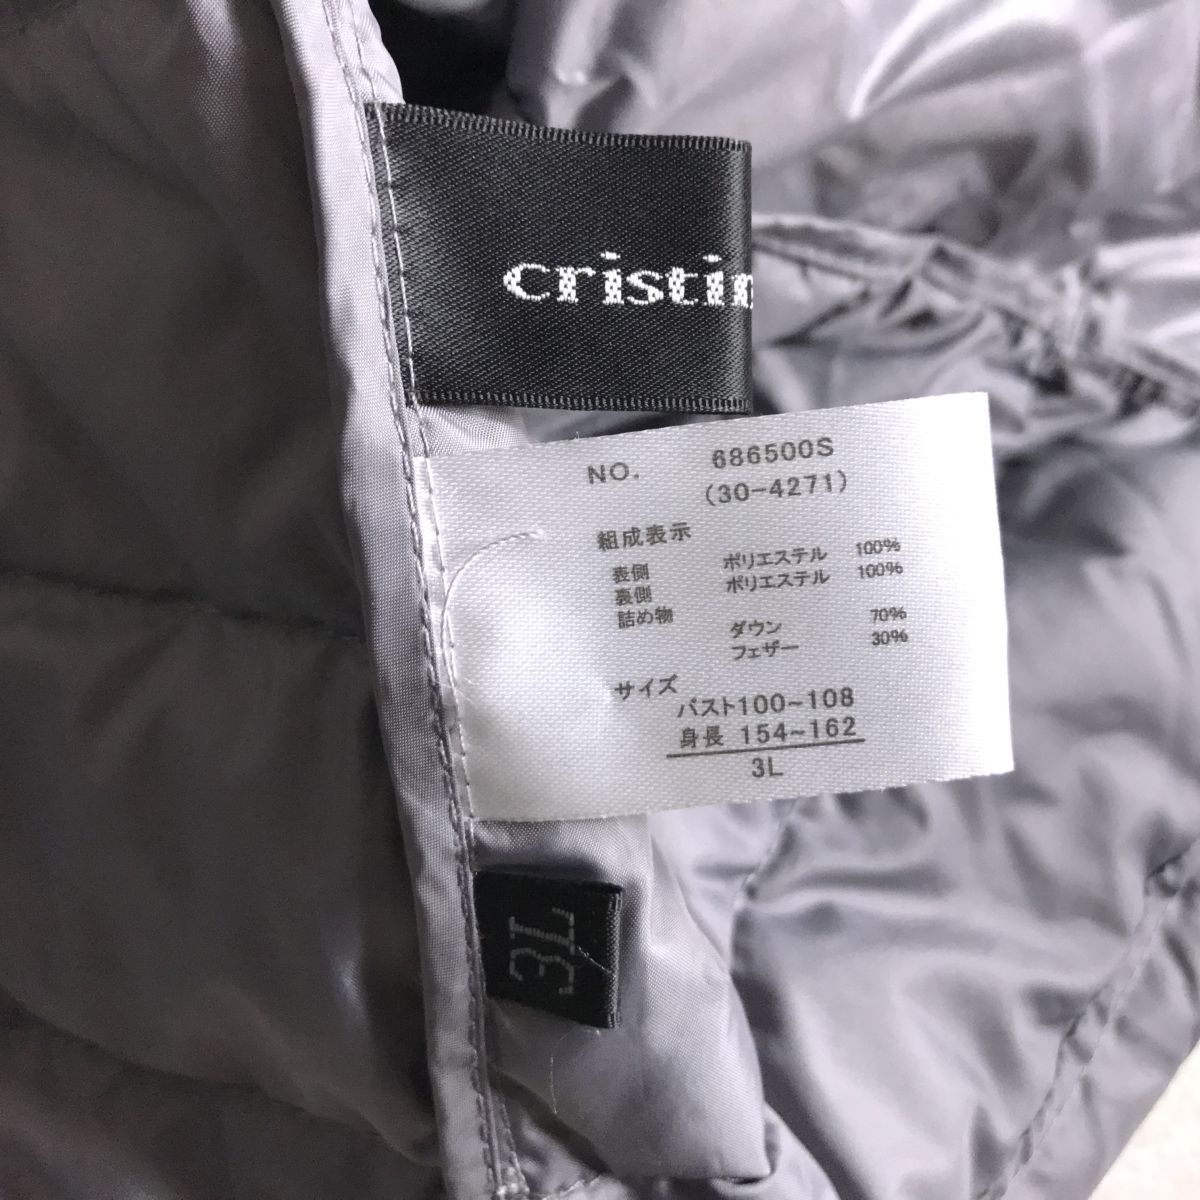 cristin
NO. 686500S
(30-4271)
組成表示
表側 ポリエステル 100%
裏側 ポリエステル 100%
詰め物
ダウン 70%
フェザー 30%
サイズ
バスト100~108
身長 154~162
3L